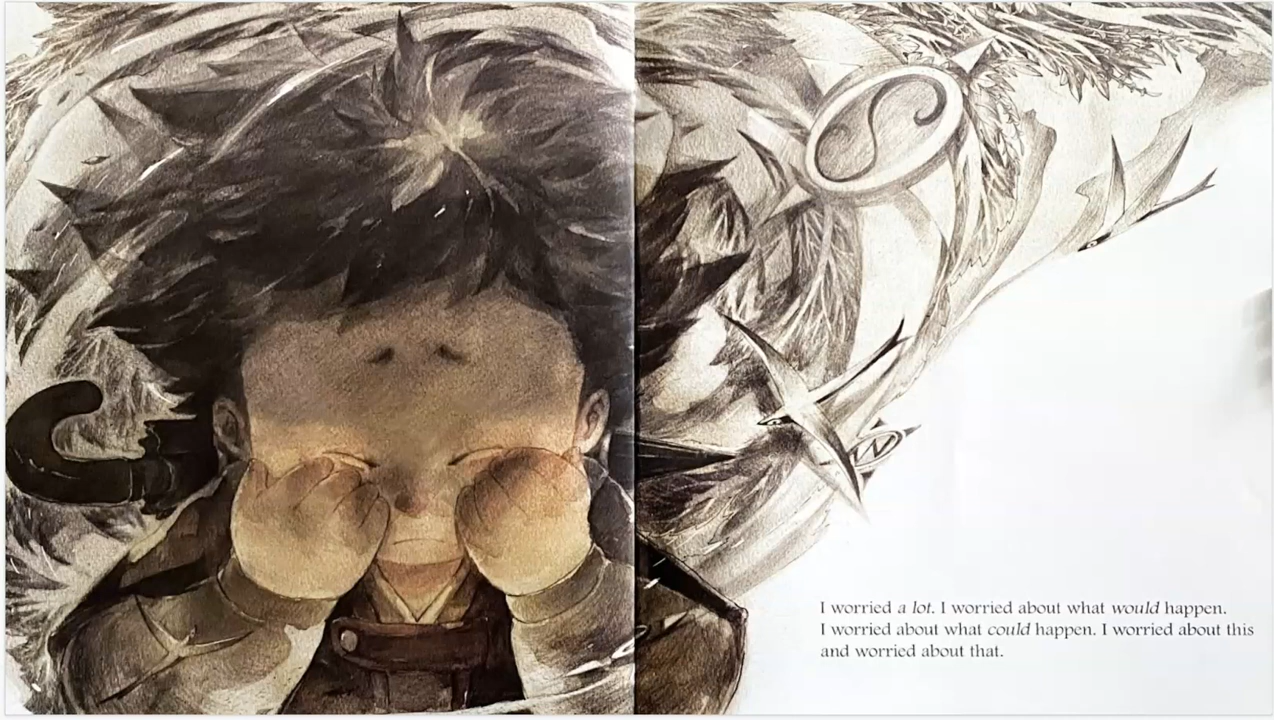 I worried a lot. I worried about what would happen.
I worried about what could happen. I worried about this
and worried about that.